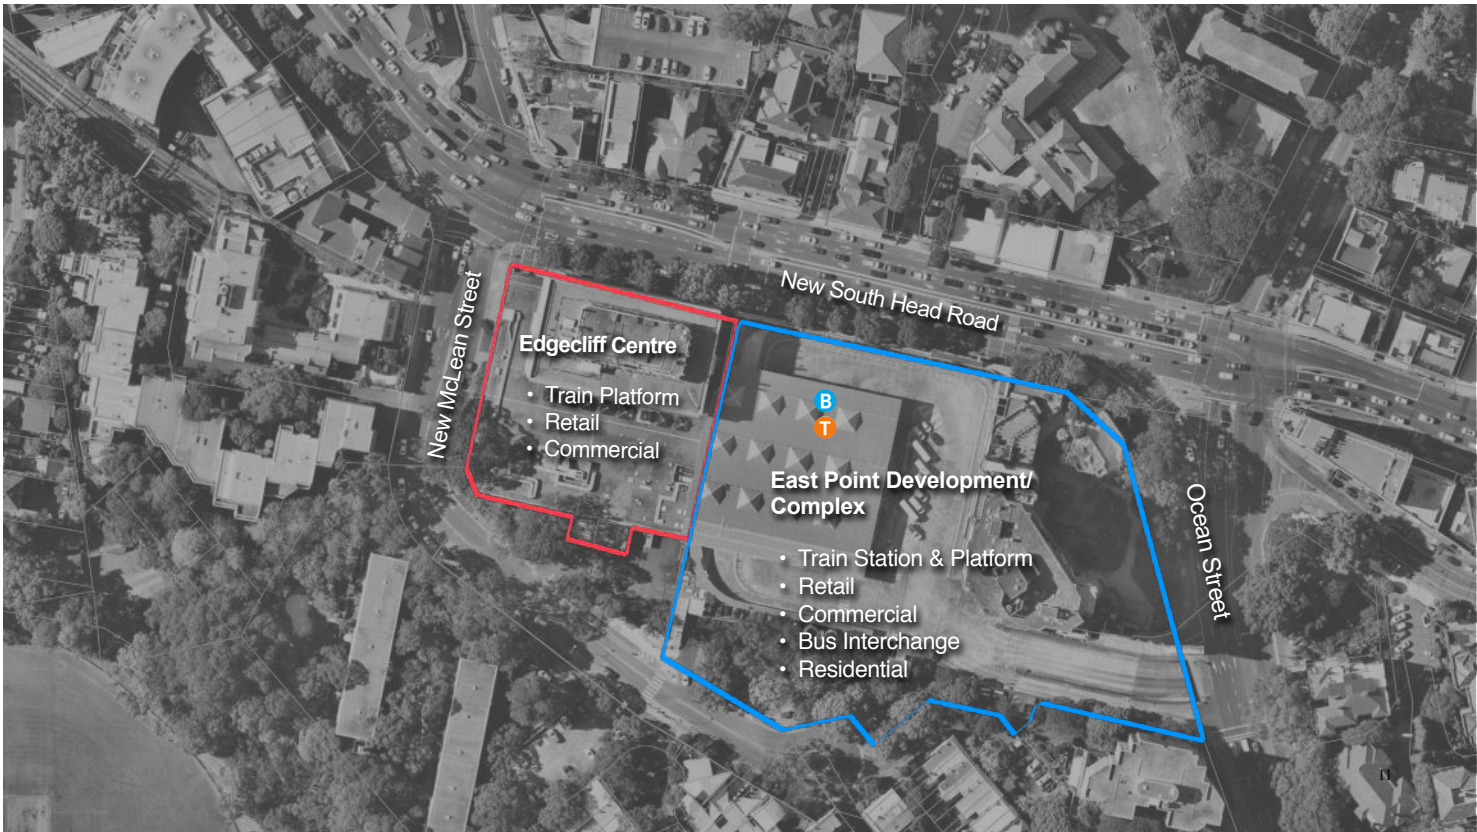 New South Head Road
New McLean Street
Edgecliff Centre
• Train Platform
• Retail
• Commercial
B
T
East Point Development/
Complex
• Train Station & Platform
• Retail
• Commercial
• Bus Interchange
• Residential
Ocean Street
11